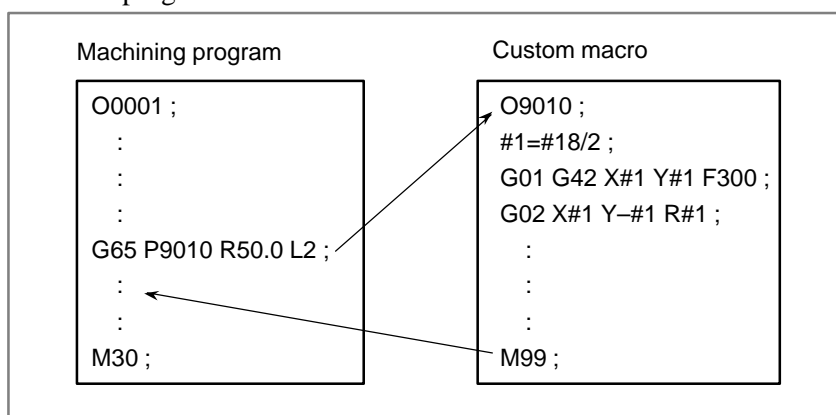 Machining program
O0001 ;
:
:
:
G65 P9010 R50.0 L2 ;
:
:
M30 ;
Custom macro
O9010 ;
#1=#18/2 ;
G01 G42 X#1 Y#1 F300 ;
G02 X#1 Y–#1 R#1 ;
:
:
:
M99 ;